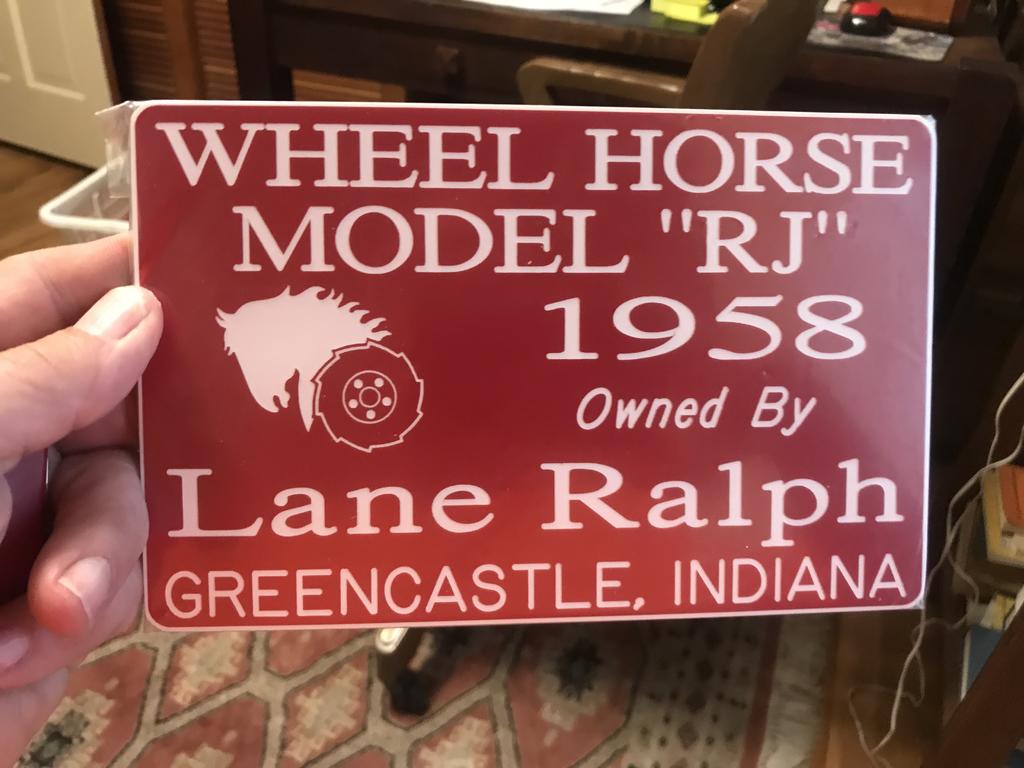 WHEEL HORSE
MODEL "RJ"
1958
Owned By
Lane Ralph
GREENCASTLE, INDIANA